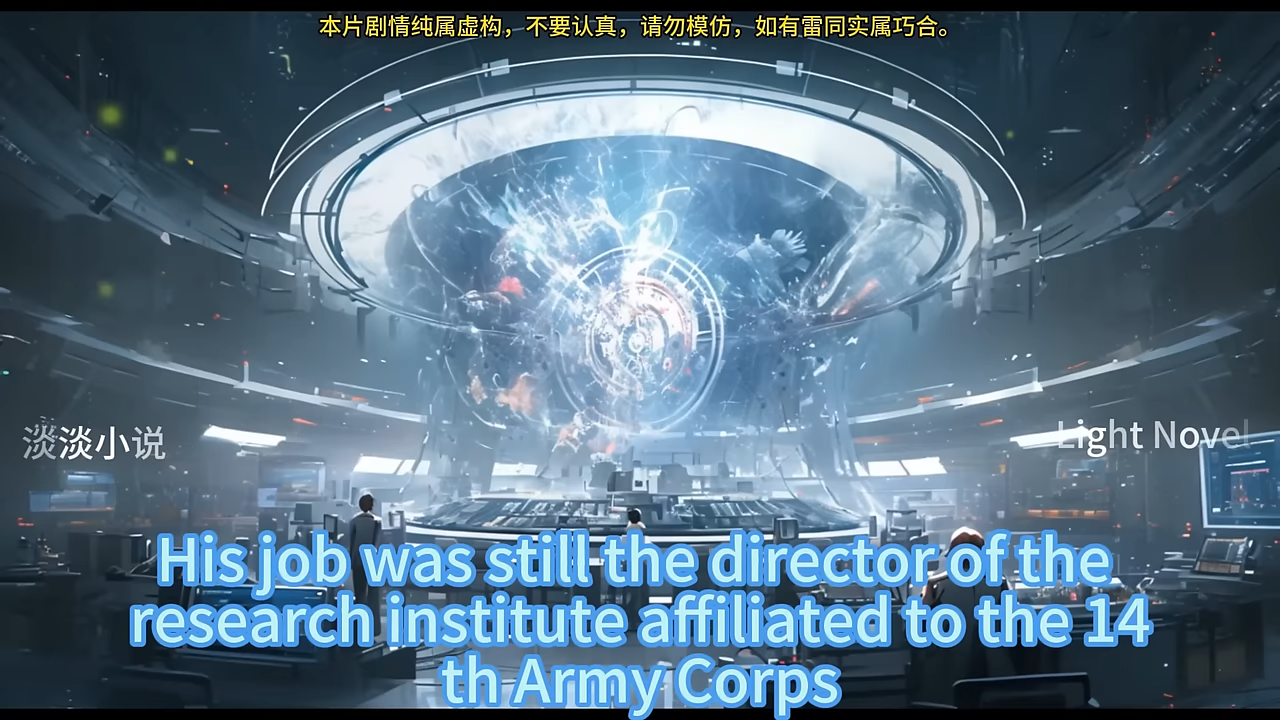 本片剧情纯属虚构，不要认真，请勿模仿，如有雷同实属巧合。
淡淡小说
Light Novel
His job was still the director of the
research institute affiliated to the 14
th Army Corps